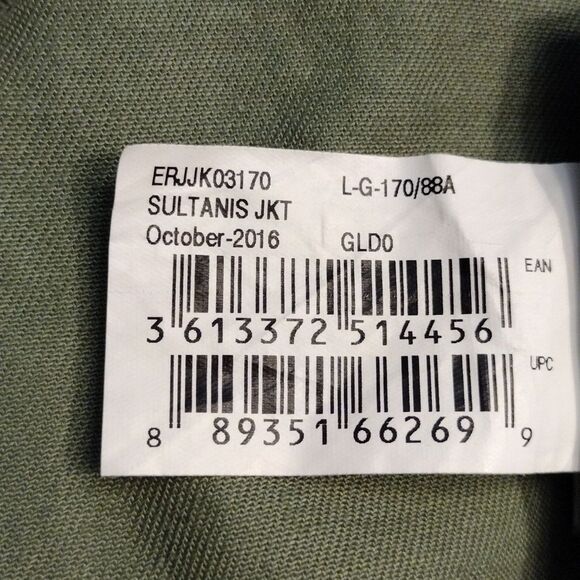 ERJJK03170 L-G-170/88A
SULTANIS JKT
October-2016 GLD0
EAN
3 613372 514456
UPC
8 89351 66269 9